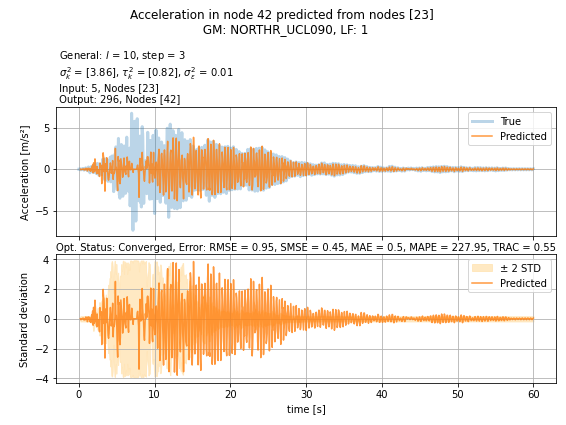 Acceleration in node 42 predicted from nodes [23]
GM: NORTHR_UCL090, LF: 1
General: l = 10, step = 3
σ²ₖ = [3.86], τ²ₖ = [0.82], σ²ₑ = 0.01
Input: 5, Nodes [23]
Output: 296, Nodes [42]
True
Predicted
Acceleration [m/s²]
5
0
−5
Opt. Status: Converged, Error: RMSE = 0.95, SMSE = 0.45, MAE = 0.5, MAPE = 227.95, TRAC = 0.55
± 2 STD
Predicted
Standard deviation
4
2
0
−2
−4
0 10 20 30 40 50 60
time [s]